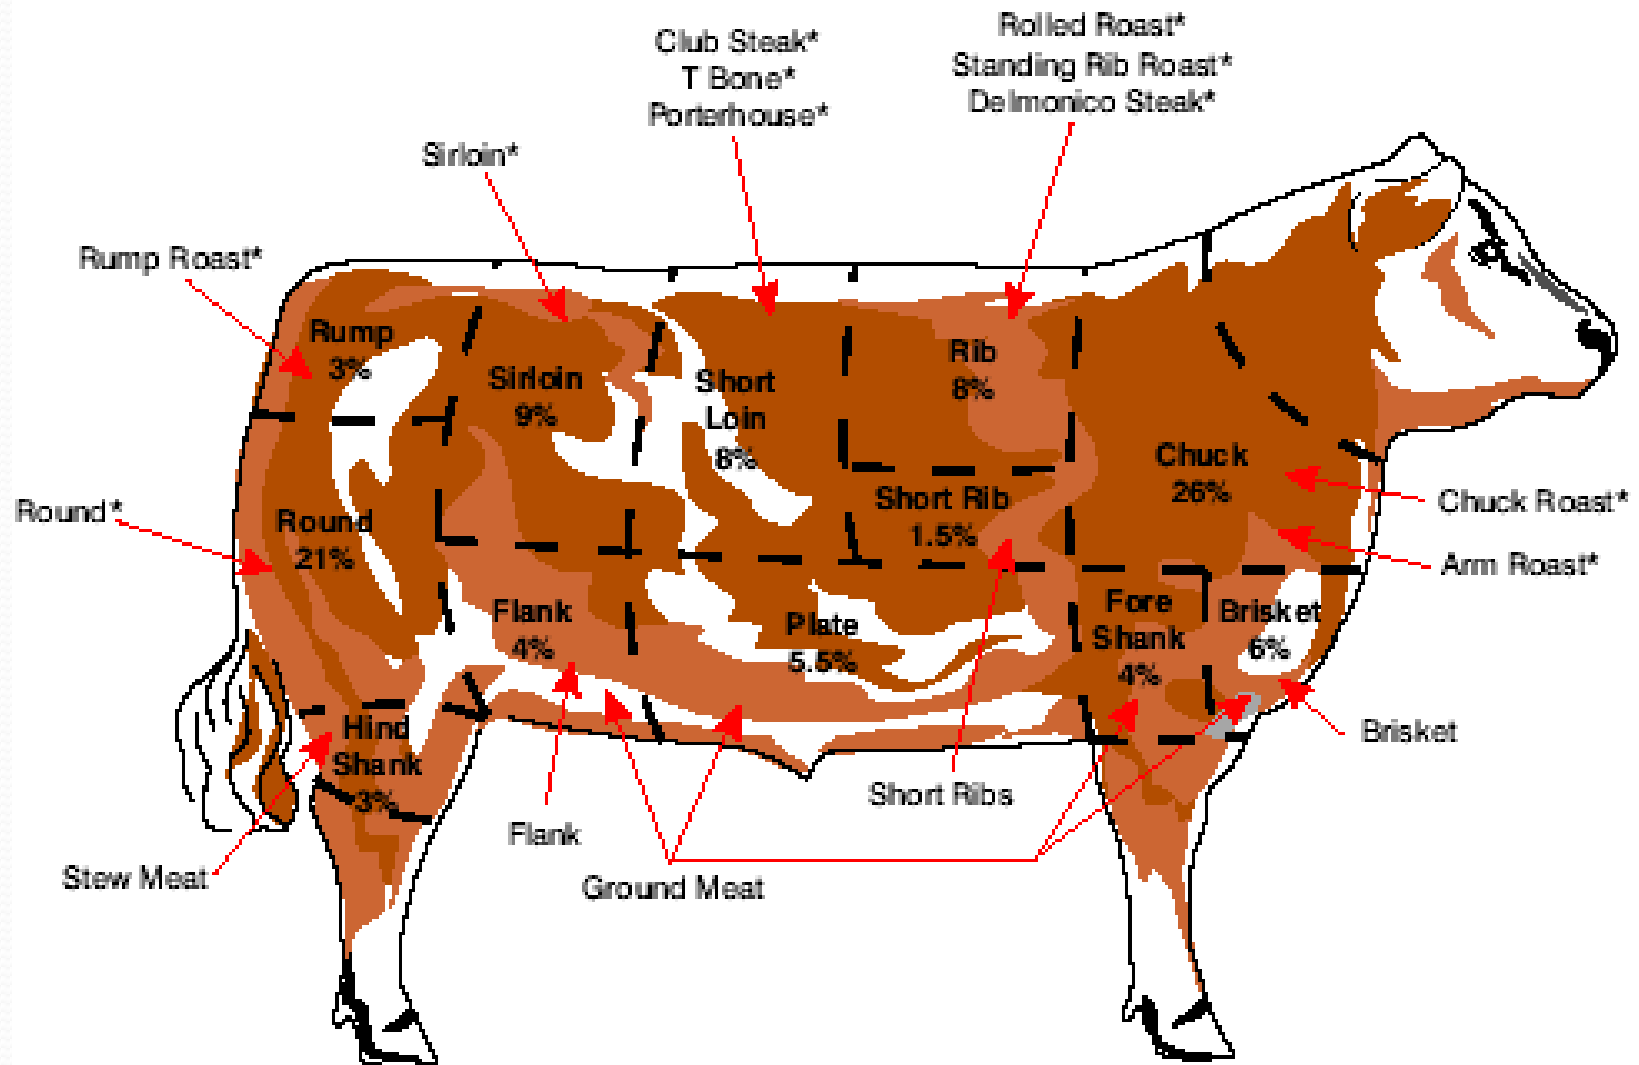 Rolled Roast*
Standing Rib Roast*
Delmonico Steak*
Club Steak*
T Bone*
Porterhouse*
Sirloin*
Rump Roast*
Rump
3%
Sirloin
9%
Short
Loin
8%
Rib
8%
Chuck
26%
Short Rib
1.5%
Chuck Roast*
Round*
Round
21%
Arm Roast*
Flank
4%
Plate
5.5%
Fore
Shank
4%
Brisket
6%
Hind
Shank
3%
Brisket
Short Ribs
Flank
Stew Meat
Ground Meat